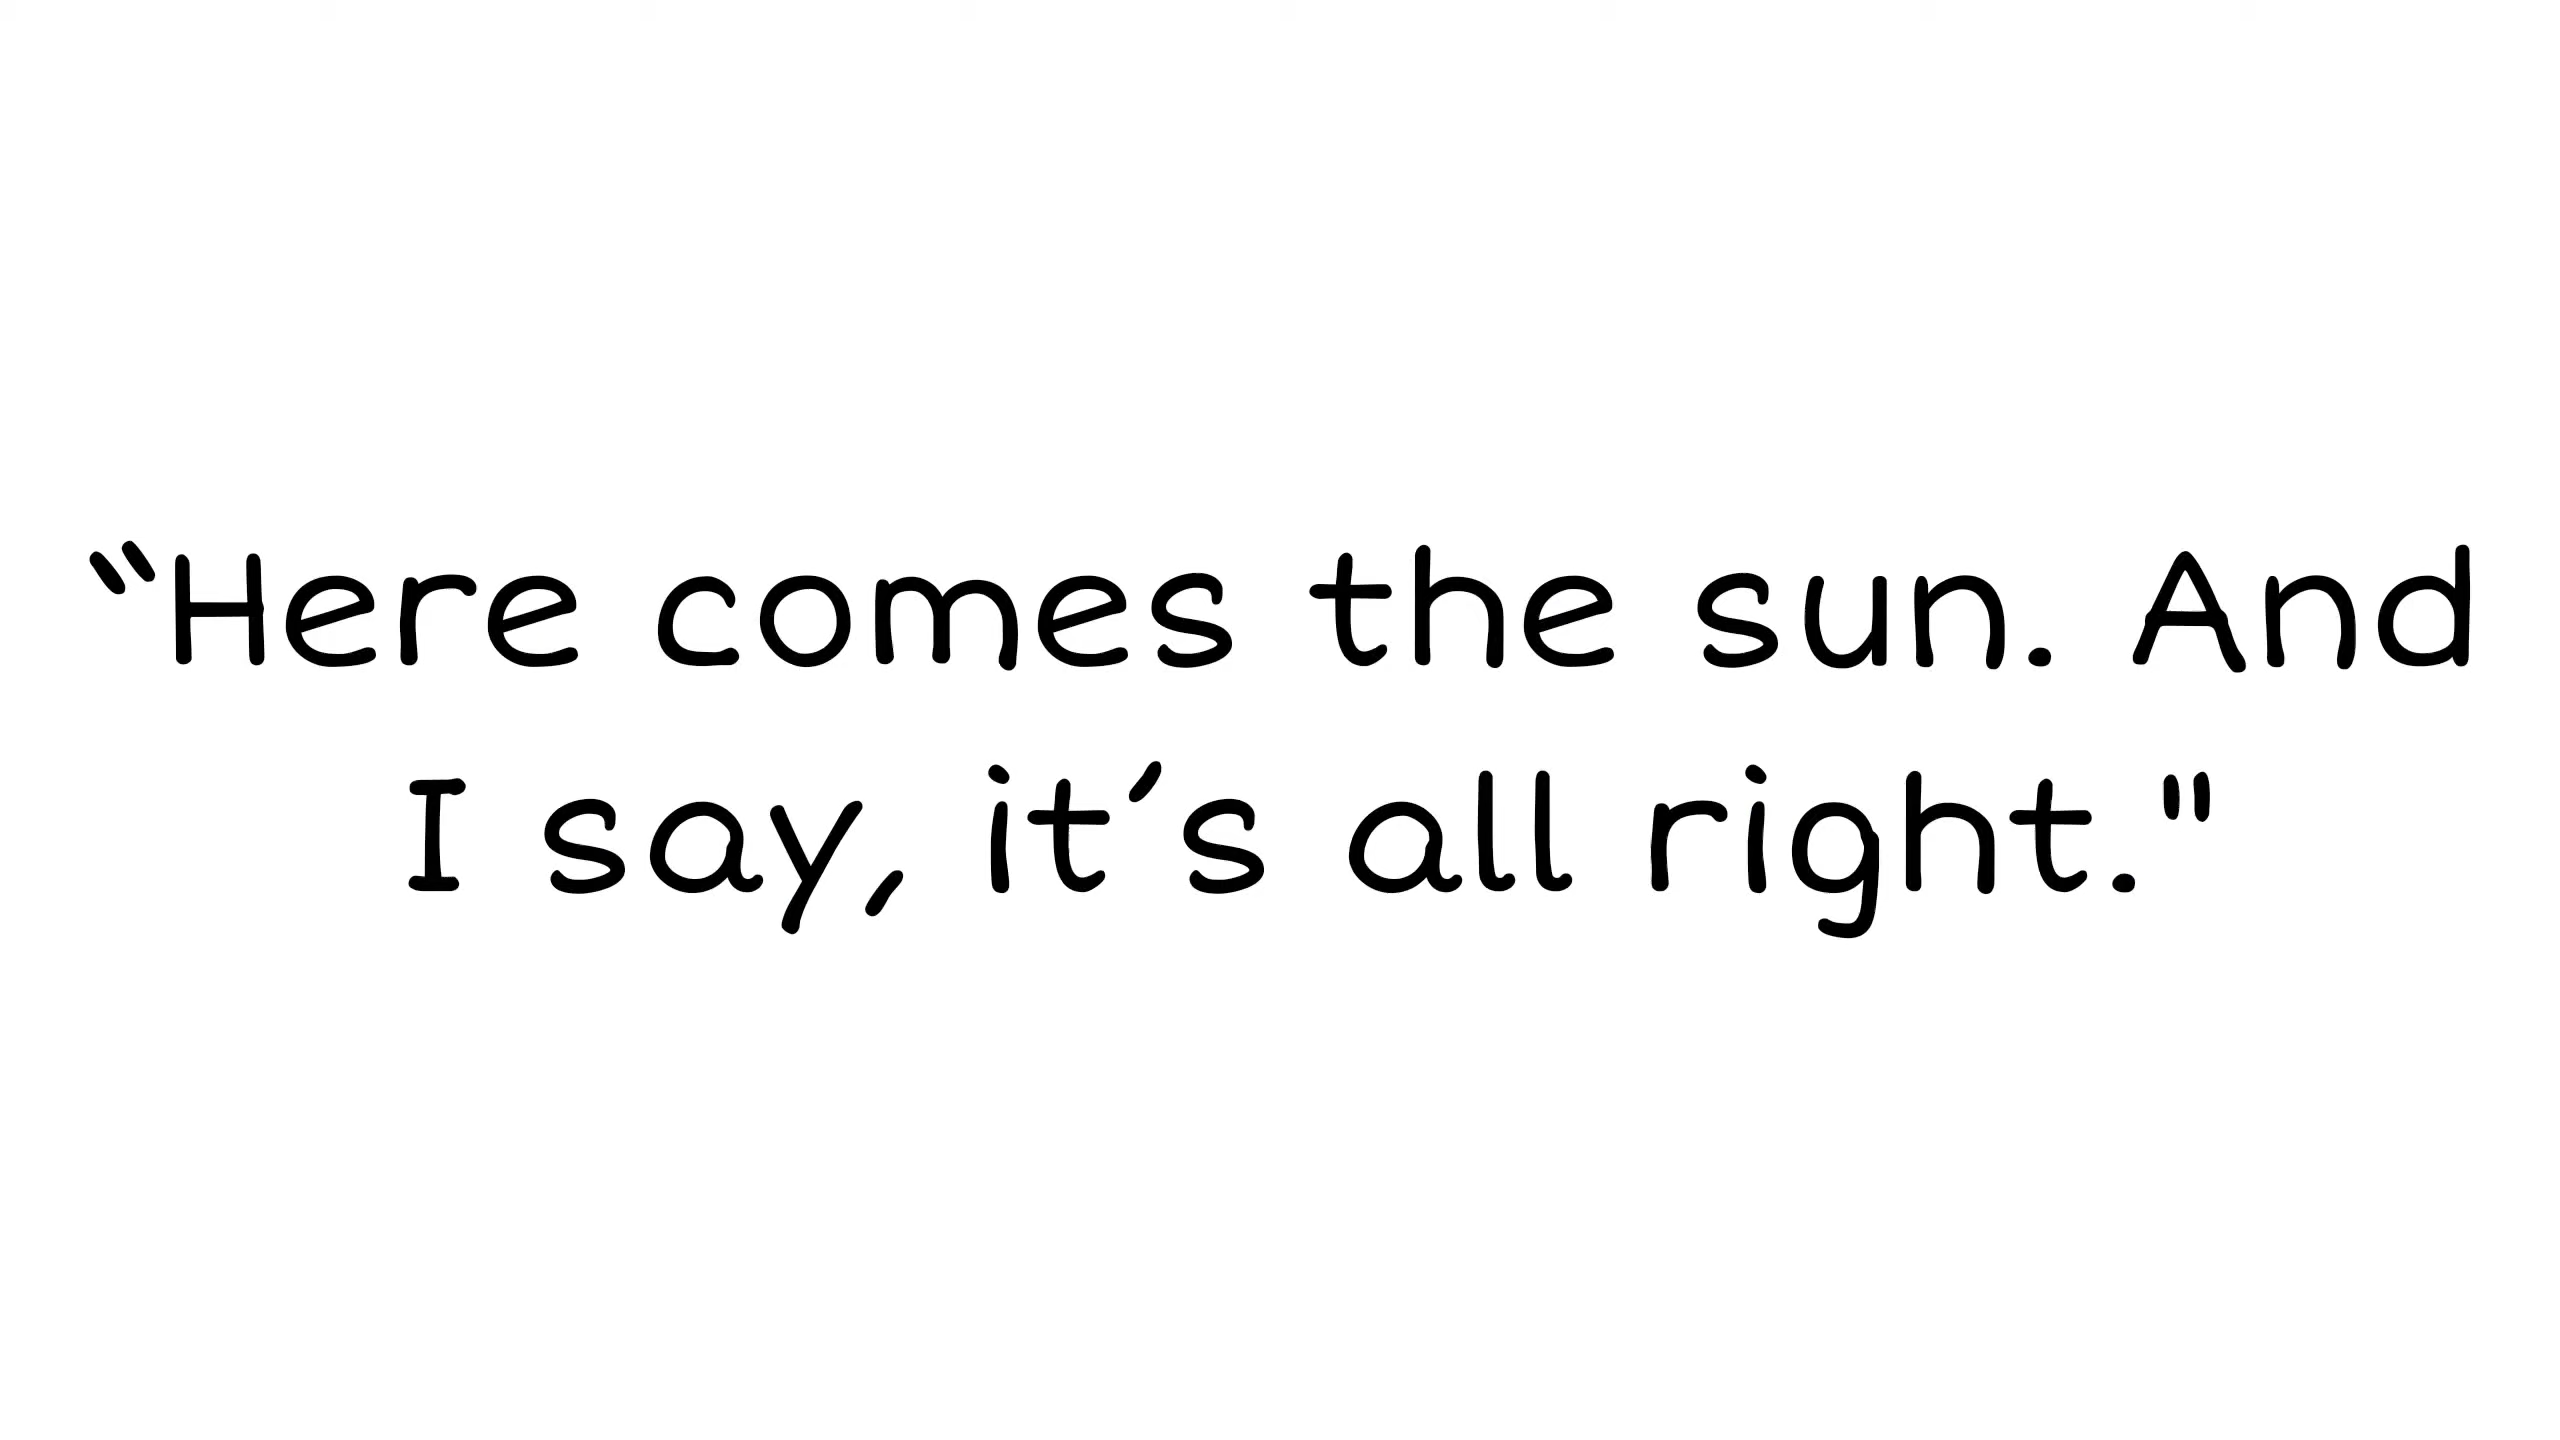 “Here comes the sun. And
I say, it’s all right."